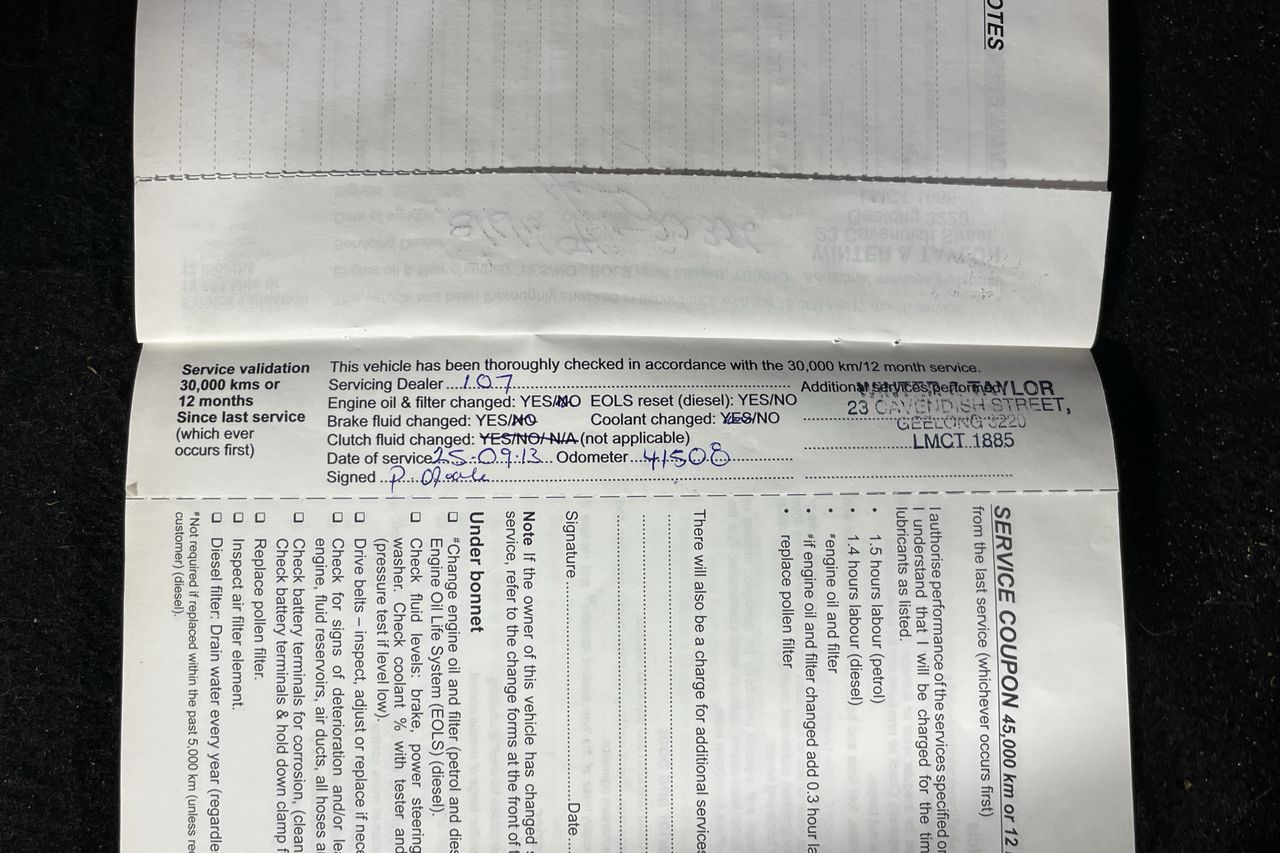 OTES
Service validation
30,000 kms or
12 months
Since last service
(which ever
occurs first)
This vehicle has been thoroughly checked in accordance with the 30,000 km/12 month service.
Servicing Dealer 107
Engine oil & filter changed: YES/NO EOLS reset (diesel): YES/NO
Brake fluid changed: YES/NO Coolant changed: YES/NO
Clutch fluid changed: YES/NO/N/A (not applicable)
Date of service 25-09-13 Odometer 41508
Signed P.
Additional services performed
TAYLOR
23 CAVENDISH STREET,
GEELONG 3220
LMCT 1885
SERVICE COUPON 45,000 km or 12
from the last service (whichever occurs first)
I authorise performance of the services specified or
I understand that I will be charged for the tim
lubricants as listed.
• 1.5 hours labour (petrol)
• 1.4 hours labour (diesel)
• *engine oil and filter
• #if engine oil and filter changed add 0.3 hour la
• replace pollen filter
There will also be a charge for additional services
Signature Date
Note If the owner of this vehicle has changed s
service, refer to the change forms at the front of t
Under bonnet
❑ #Change engine oil and filter (petrol and dies
Engine Oil Life System (EOLS) (diesel).
❑ Check fluid levels: brake, power steering
washer. Check coolant % with tester and
(pressure test if level low).
❑ Drive belts – inspect, adjust or replace if nece
❑ Check for signs of deterioration and/or lea
engine, fluid reservoirs, air ducts, all hoses a
❑ Check battery terminals for corrosion, (clean
Check battery terminals & hold down clamp f
❑ Replace pollen filter.
❑ Inspect air filter element.
❑ Diesel filter: Drain water every year (regardle
*Not required if replaced within the past 5,000 km (unless re
customer) (diesel).